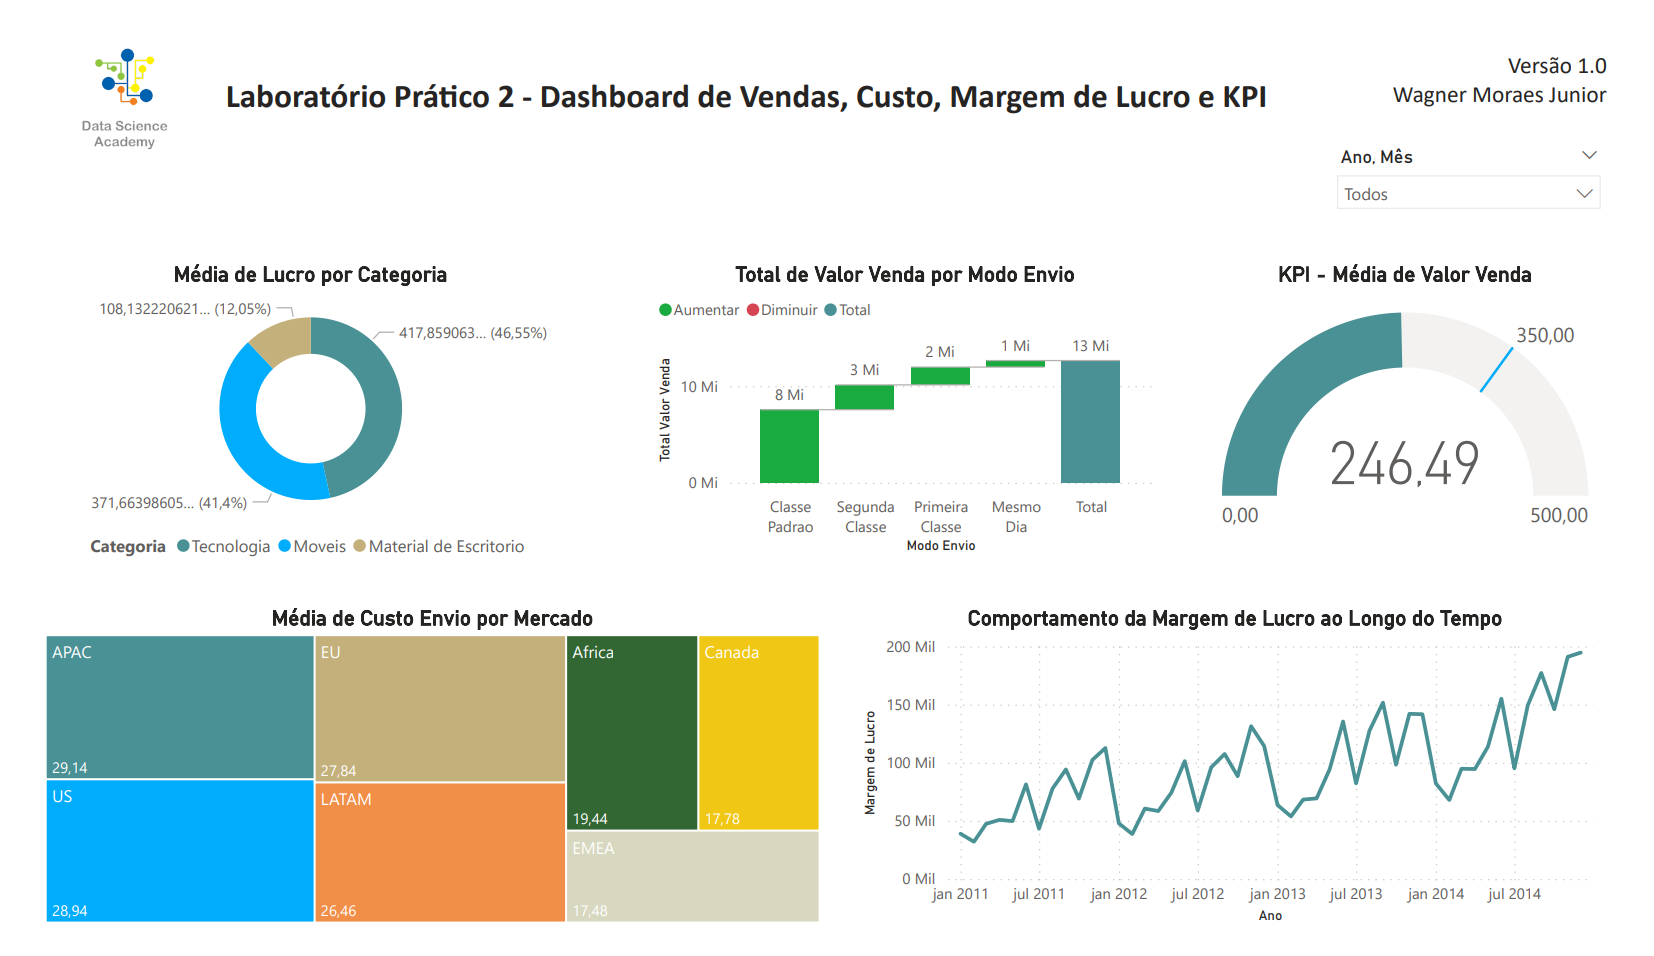 Data Science
Academy
Laboratório Prático 2 - Dashboard de Vendas, Custo, Margem de Lucro e KPI
Versão 1.0
Wagner Moraes Junior
Ano, Mês
Todos
Média de Lucro por Categoria
108,132220621... (12,05%)
417,859063... (46,55%)
371,66398605... (41,4%)
Categoria Tecnologia Moveis Material de Escritorio
Total de Valor Venda por Modo Envio
Aumentar Diminuir Total
Total Valor Venda
10 Mi
0 Mi
8 Mi
3 Mi
2 Mi
1 Mi
13 Mi
Classe Padrao
Segunda Classe
Primeira Classe
Mesmo Dia
Total
Modo Envio
KPI - Média de Valor Venda
350,00
246,49
0,00
500,00
Média de Custo Envio por Mercado
APAC
29,14
US
28,94
EU
27,84
LATAM
26,46
Africa
19,44
Canada
17,78
EMEA
17,48
Comportamento da Margem de Lucro ao Longo do Tempo
Margem de Lucro
200 Mil
150 Mil
100 Mil
50 Mil
0 Mil
jan 2011 jul 2011 jan 2012 jul 2012 jan 2013 jul 2013 jan 2014 jul 2014
Ano